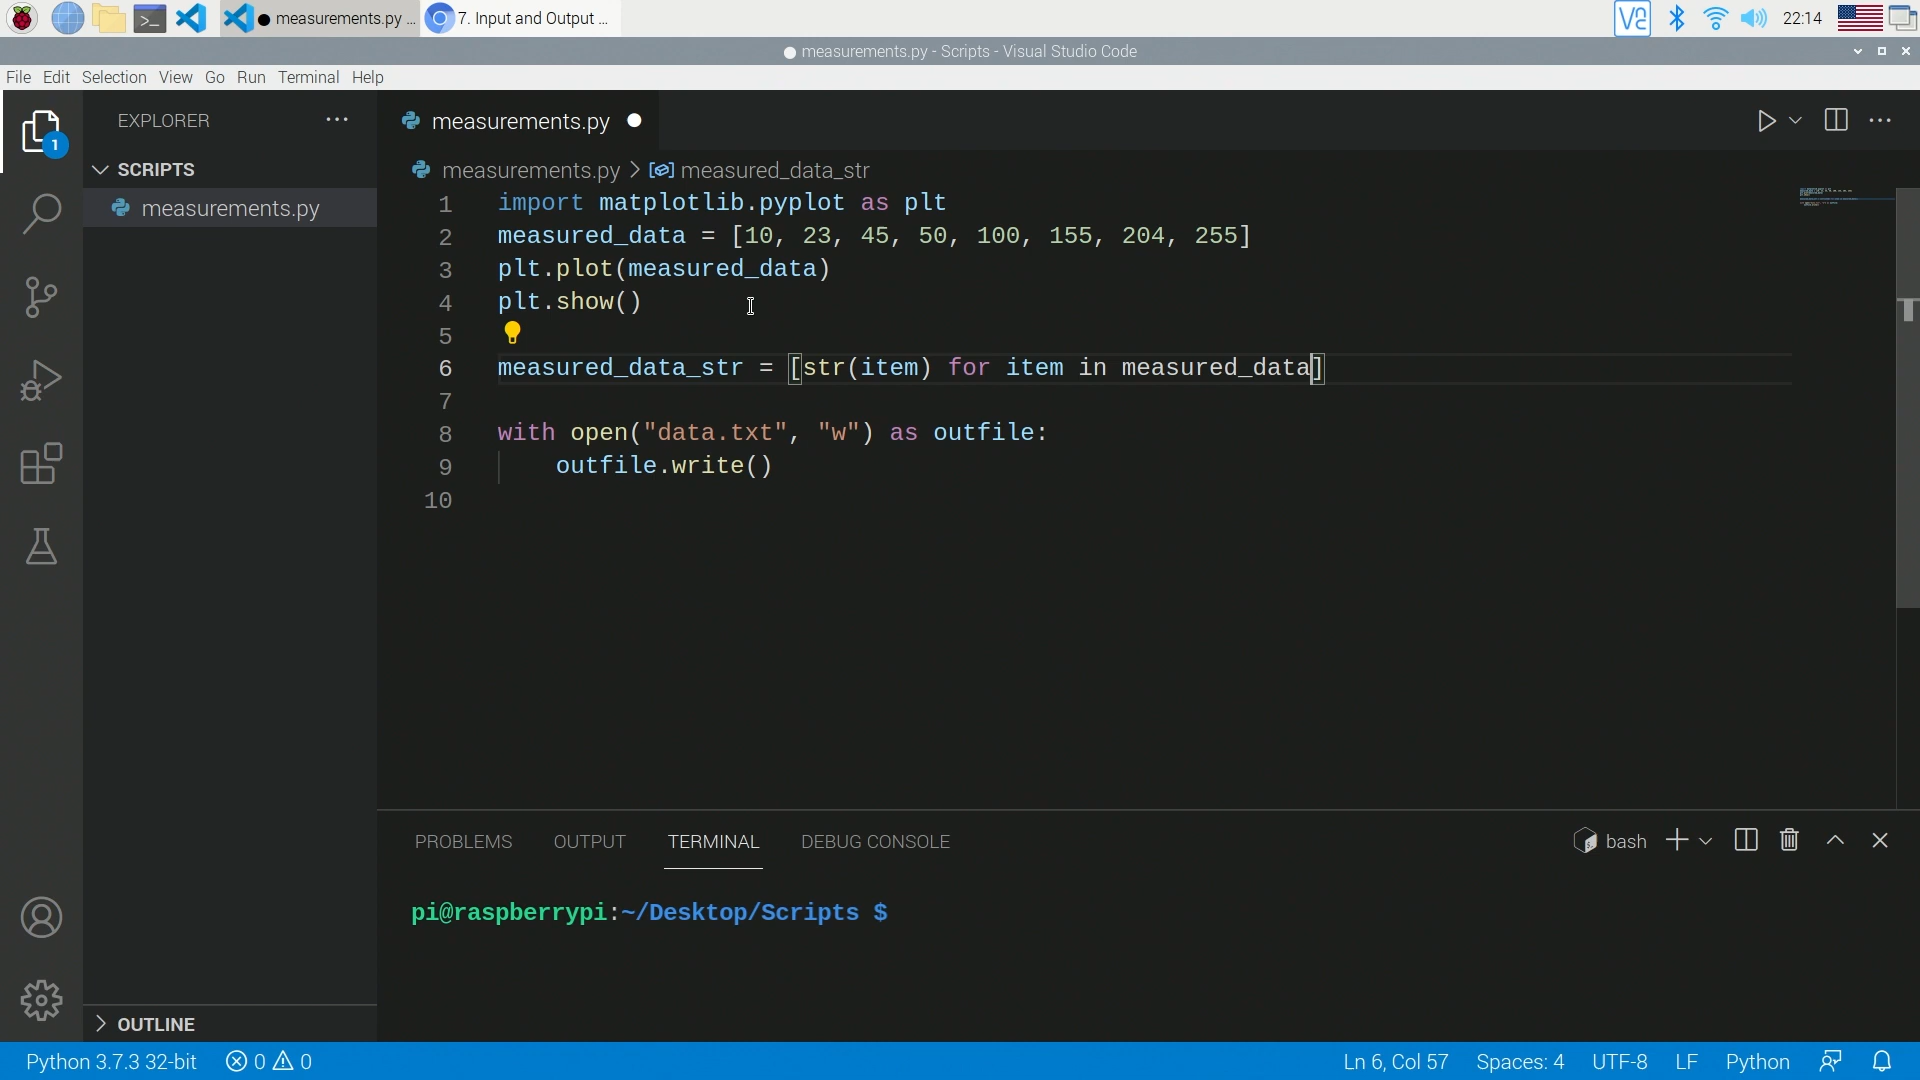 measurements.py ...
7. Input and Output ...
V2
22:14
measurements.py - Scripts - Visual Studio Code
File Edit Selection View Go Run Terminal Help
EXPLORER
1
SCRIPTS
measurements.py
OUTLINE
measurements.py
measurements.py > measured_data_str
1 import matplotlib.pyplot as plt
2 measured_data = [10, 23, 45, 50, 100, 155, 204, 255]
3 plt.plot(measured_data)
4 plt.show()
5
6 measured_data_str = [str(item) for item in measured_data]
7
8 with open("data.txt", "w") as outfile:
9 outfile.write()
10
PROBLEMS OUTPUT TERMINAL DEBUG CONSOLE
bash
pi@raspberrypi:~/Desktop/Scripts $
Python 3.7.3 32-bit 0 0 Ln 6, Col 57 Spaces: 4 UTF-8 LF Python